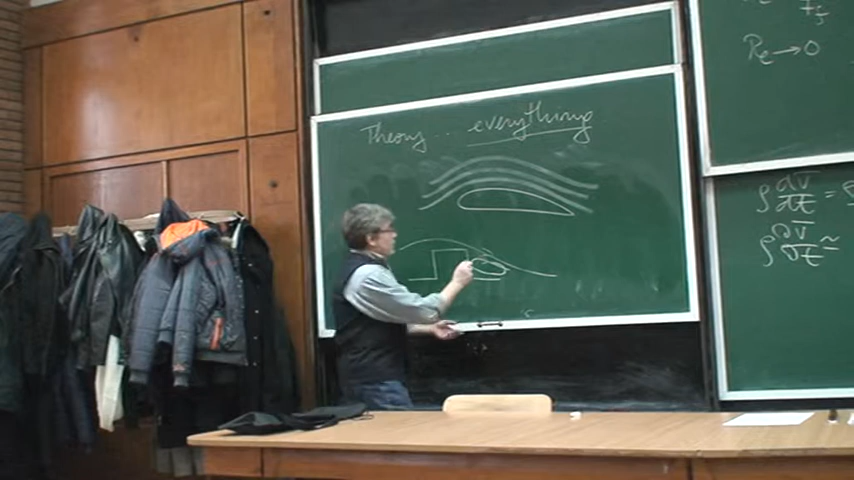 Theory ... everything
Re → 0
ρ dv/dt =
ρ ∂v/∂t ≈